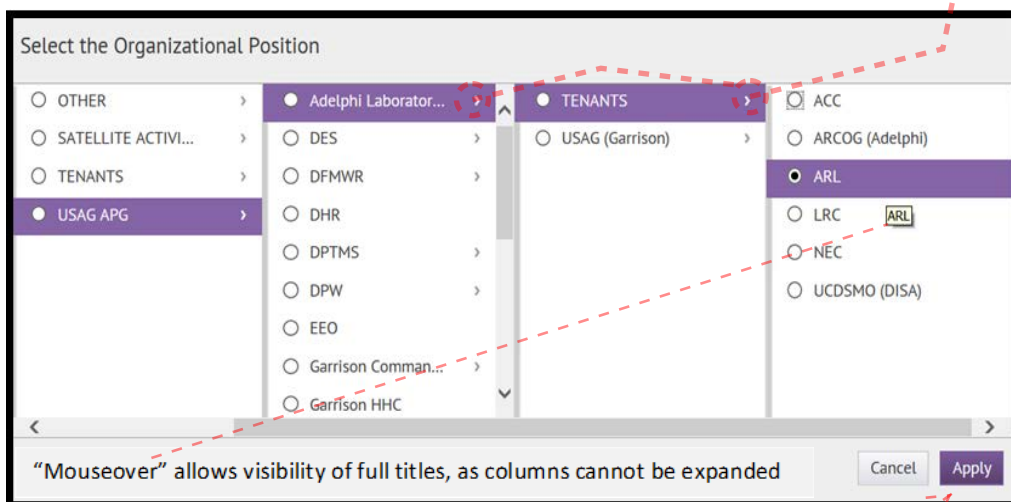 Select the Organizational Position
OTHER
SATELLITE ACTIVI...
TENANTS
USAG APG
Adelphi Laborator...
DES
DFMWR
DHR
DPTMS
DPW
EEO
Garrison Comman...
Garrison HHC
TENANTS
USAG (Garrison)
ACC
ARCOG (Adelphi)
ARL
LRC
ARL
NEC
UCDSMO (DISA)
“Mouseover” allows visibility of full titles, as columns cannot be expanded
Cancel
Apply